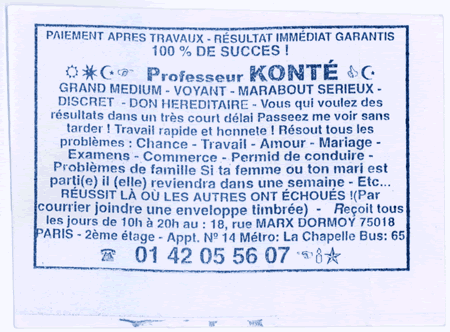 PAIEMENT APRES TRAVAUX - RÉSULTAT IMMÉDIAT GARANTIS
100 % DE SUCCES !
Professeur KONTÉ
GRAND MEDIUM - VOYANT - MARABOUT SERIEUX -
DISCRET - DON HEREDITAIRE - Vous qui voulez des
résultats dans un très court délai Passeez me voir sans
tarder ! Travail rapide et honnete ! Résout tous les
problèmes : Chance - Travail - Amour - Mariage -
Examens - Commerce - Permid de conduire -
Problèmes de famille Si ta femme ou ton mari est
parti(e) il (elle) reviendra dans une semaine - Etc...
RÉUSSIT LÀ OÙ LES AUTRES ONT ÉCHOUÉS !(Par
courrier joindre une enveloppe timbrée) - Reçoit tous
les jours de 10h à 20h au : 18, rue MARX DORMOY 75018
PARIS - 2ème étage - Appt. N° 14 Métro: La Chapelle Bus: 65
01 42 05 56 07